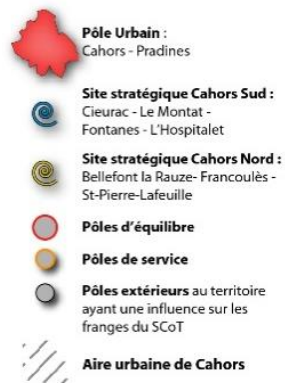 Pôle Urbain :
Cahors - Pradines
Site stratégique Cahors Sud :
Cieurac - Le Montat -
Fontanes - L'Hospitalet
Site stratégique Cahors Nord :
Bellefont la Rauze- Francoulès -
St-Pierre-Lafeuille
Pôles d'équilibre
Pôles de service
Pôles extérieurs au territoire
ayant une influence sur les
franges du SCoT
Aire urbaine de Cahors